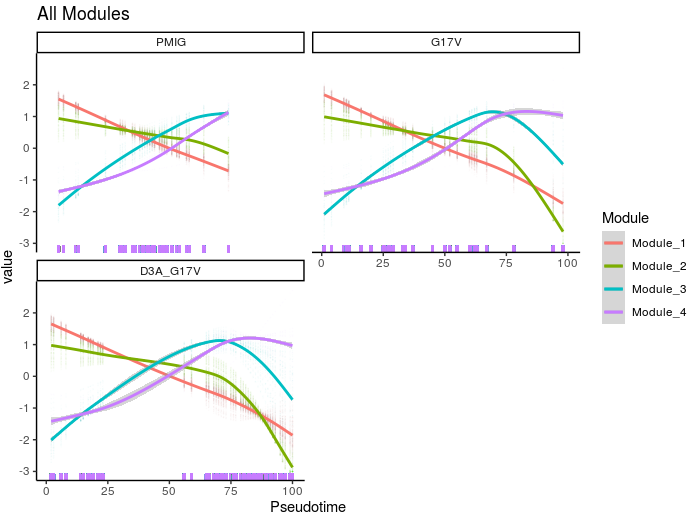 All Modules
PMIG
G17V
2
1
0
-1
-2
-3
0 25 50 75 100
D3A_G17V
2
1
0
-1
-2
-3
0 25 50 75 100
Pseudotime
value
Module
Module_1
Module_2
Module_3
Module_4